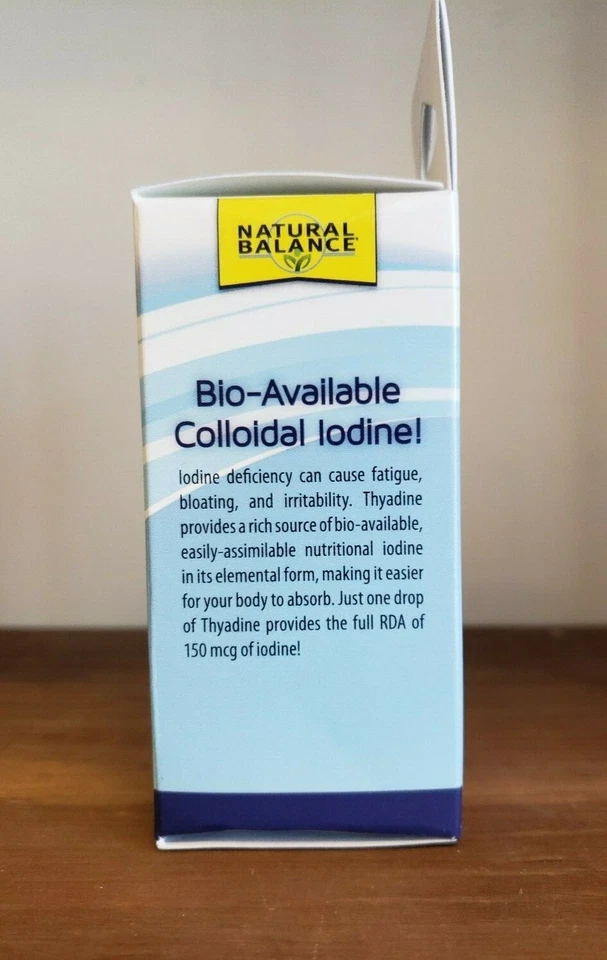 NATURAL
BALANCE®
Bio-Available
Colloidal Iodine!
Iodine deficiency can cause fatigue,
bloating, and irritability. Thyadine
provides a rich source of bio-available,
easily-assimilable nutritional iodine
in its elemental form, making it easier
for your body to absorb. Just one drop
of Thyadine provides the full RDA of
150 mcg of iodine!